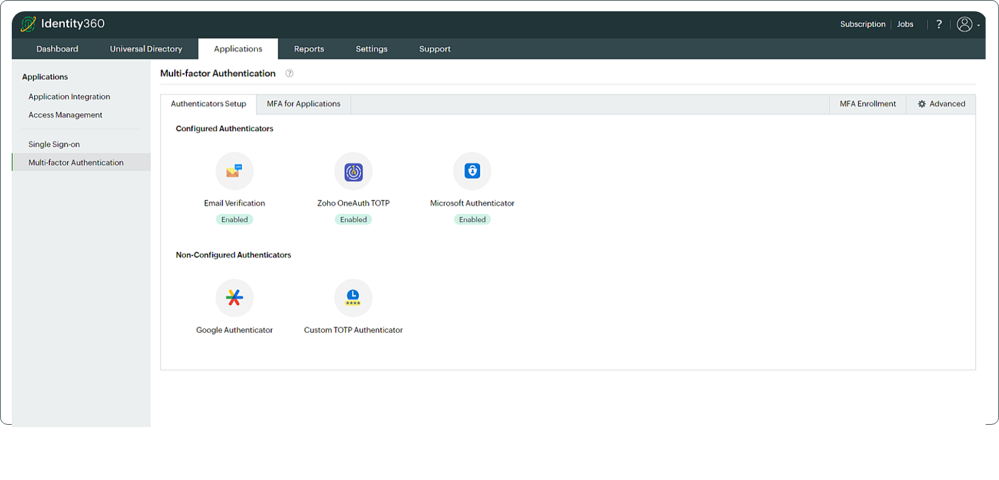 Identity360
Subscription
Jobs
?
Dashboard
Universal Directory
Applications
Reports
Settings
Support
Applications
Application Integration
Access Management
Single Sign-on
Multi-factor Authentication
Multi-factor Authentication ?
Authenticators Setup
MFA for Applications
MFA Enrollment
Advanced
Configured Authenticators
Email Verification
Enabled
Zoho OneAuth TOTP
Enabled
Microsoft Authenticator
Enabled
Non-Configured Authenticators
Google Authenticator
****
Custom TOTP Authenticator